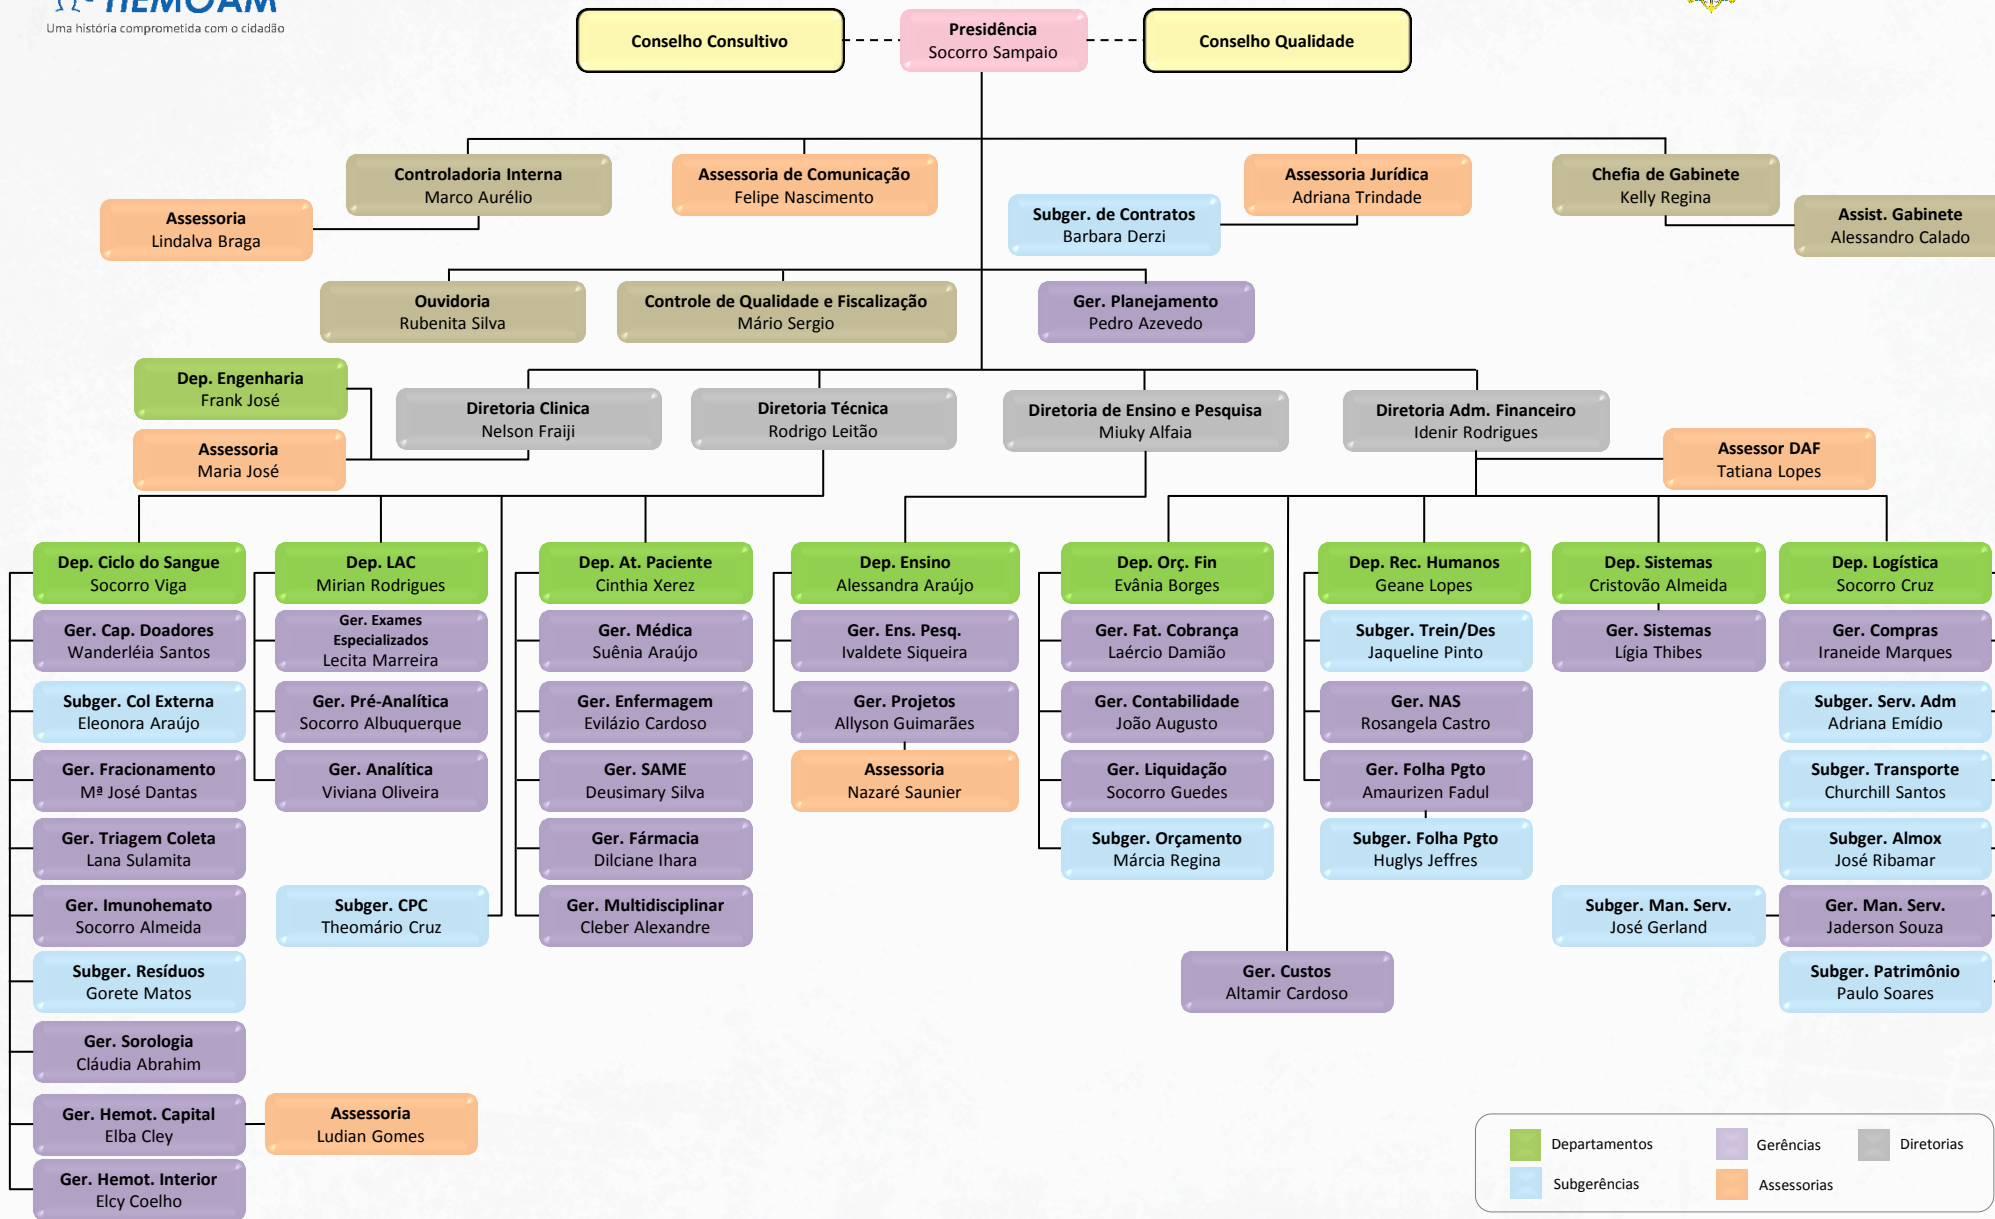 HEMOAM
Uma história comprometida com o cidadão
Conselho Consultivo
Presidência
Socorro Sampaio
Conselho Qualidade
Controladoria Interna
Marco Aurélio
Assessoria de Comunicação
Felipe Nascimento
Assessoria Jurídica
Adriana Trindade
Chefia de Gabinete
Kelly Regina
Assessoria
Lindalva Braga
Subger. de Contratos
Barbara Derzi
Assist. Gabinete
Alessandro Calado
Ouvidoria
Rubenita Silva
Controle de Qualidade e Fiscalização
Mário Sergio
Ger. Planejamento
Pedro Azevedo
Dep. Engenharia
Frank José
Diretoria Clinica
Nelson Fraiji
Diretoria Técnica
Rodrigo Leitão
Diretoria de Ensino e Pesquisa
Miuky Alfaia
Diretoria Adm. Financeiro
Idenir Rodrigues
Assessoria
Maria José
Assessor DAF
Tatiana Lopes
Dep. Ciclo do Sangue
Socorro Viga
Ger. Cap. Doadores
Wanderléia Santos
Subger. Col Externa
Eleonora Araújo
Ger. Fracionamento
Mª José Dantas
Ger. Triagem Coleta
Lana Sulamita
Ger. Imunohemato
Socorro Almeida
Subger. Resíduos
Gorete Matos
Ger. Sorologia
Cláudia Abrahim
Ger. Hemot. Capital
Elba Cley
Assessoria
Ludian Gomes
Ger. Hemot. Interior
Elcy Coelho
Dep. LAC
Mirian Rodrigues
Ger. Exames
Especializados
Lecita Marreira
Ger. Pré-Analítica
Socorro Albuquerque
Ger. Analítica
Viviana Oliveira
Subger. CPC
Theomário Cruz
Dep. At. Paciente
Cinthia Xerez
Ger. Médica
Suênia Araújo
Ger. Enfermagem
Evilázio Cardoso
Ger. SAME
Deusimary Silva
Ger. Fármacia
Dilciane Ihara
Ger. Multidisciplinar
Cleber Alexandre
Dep. Ensino
Alessandra Araújo
Ger. Ens. Pesq.
Ivaldete Siqueira
Ger. Projetos
Allyson Guimarães
Assessoria
Nazaré Saunier
Dep. Orç. Fin
Evânia Borges
Ger. Fat. Cobrança
Laércio Damião
Ger. Contabilidade
João Augusto
Ger. Liquidação
Socorro Guedes
Subger. Orçamento
Márcia Regina
Ger. Custos
Altamir Cardoso
Dep. Rec. Humanos
Geane Lopes
Subger. Trein/Des
Jaqueline Pinto
Ger. NAS
Rosangela Castro
Ger. Folha Pgto
Amaurizen Fadul
Subger. Folha Pgto
Huglys Jeffres
Dep. Sistemas
Cristovão Almeida
Ger. Sistemas
Lígia Thibes
Dep. Logística
Socorro Cruz
Ger. Compras
Iraneide Marques
Subger. Serv. Adm
Adriana Emídio
Subger. Transporte
Churchill Santos
Subger. Almox
José Ribamar
Subger. Man. Serv.
José Gerland
Ger. Man. Serv.
Jaderson Souza
Subger. Patrimônio
Paulo Soares
Departamentos
Gerências
Diretorias
Subgerências
Assessorias